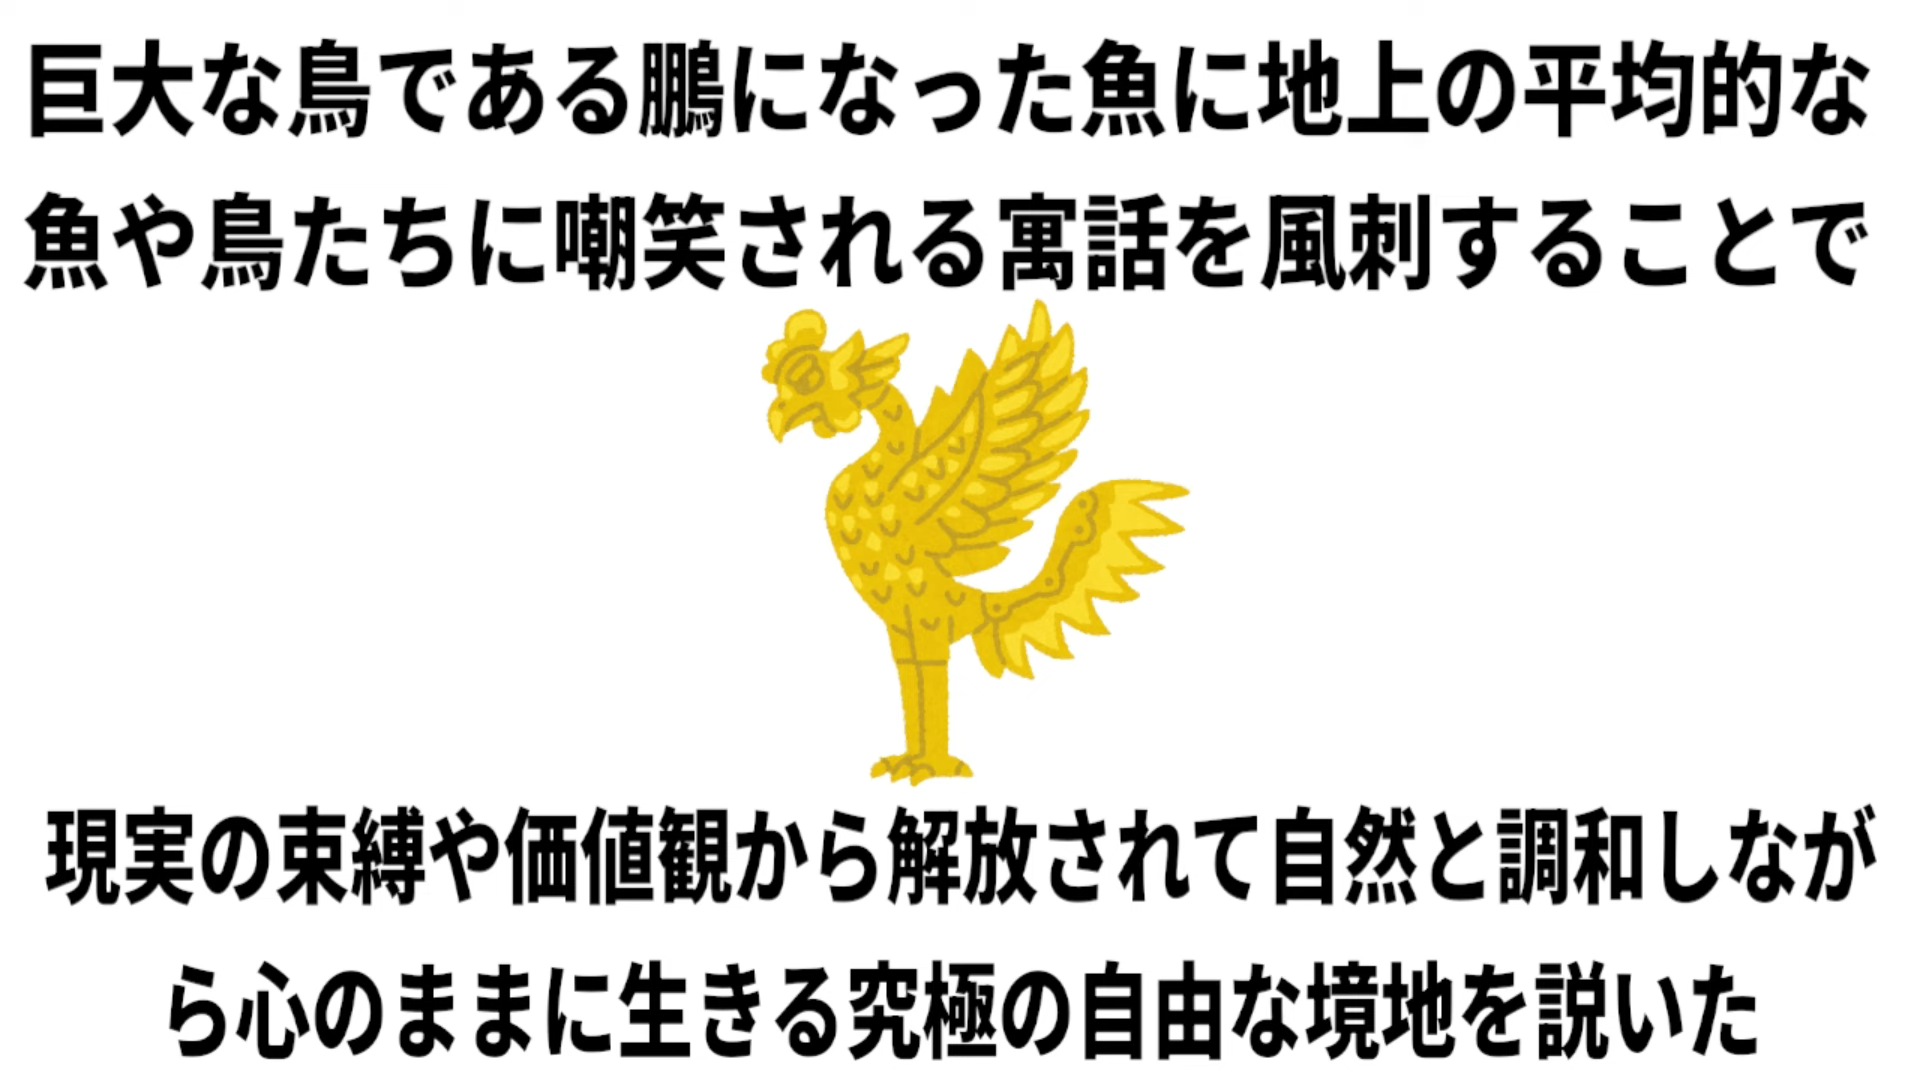 巨大な鳥である鵬になった魚に地上の平均的な
魚や鳥たちに嘲笑される寓話を風刺することで
現実の束縛や価値観から解放されて自然と調和しなが
ら心のままに生きる究極の自由な境地を説いた